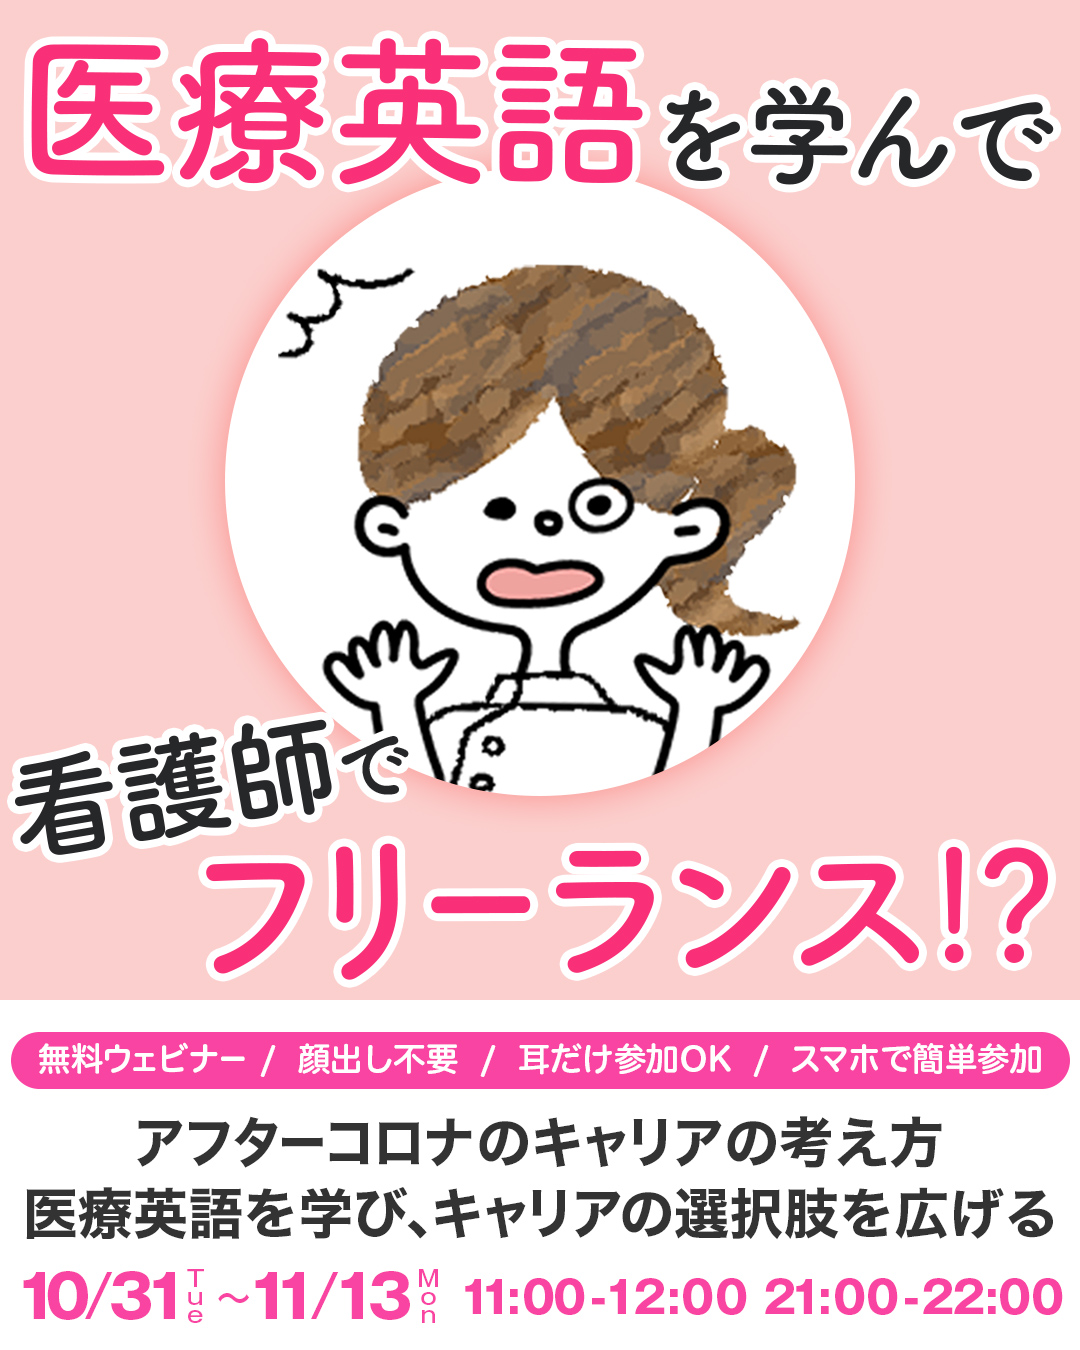 医療英語を学んで
看護師で
フリーランス!?
無料ウェビナー / 顔出し不要 / 耳だけ参加OK / スマホで簡単参加
アフターコロナのキャリアの考え方
医療英語を学び、キャリアの選択肢を広げる
10/31 Tue ～11/13 Mon 11:00-12:00 21:00-22:00